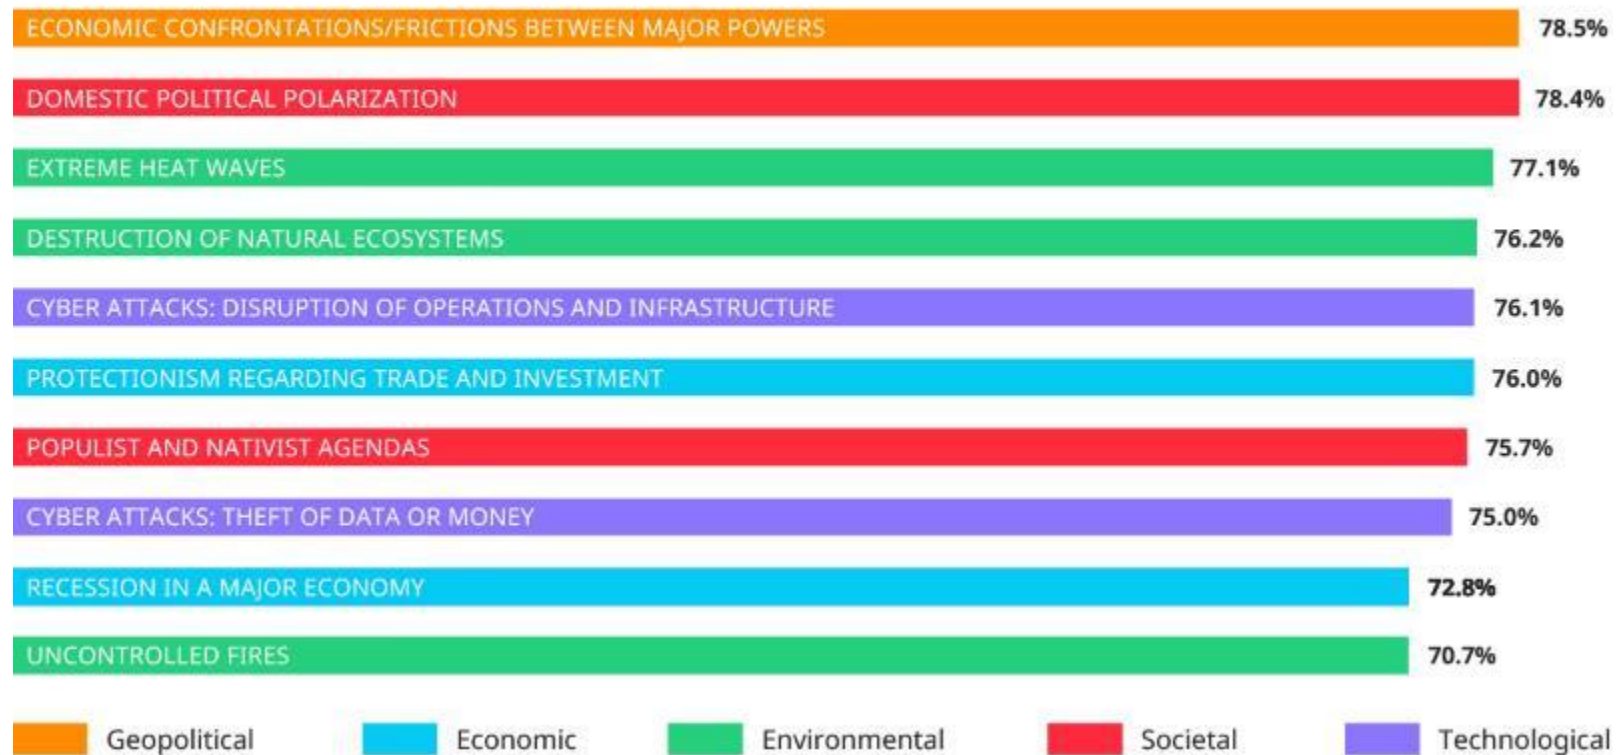 ECONOMIC CONFRONTATIONS/FRICTIONS BETWEEN MAJOR POWERS 78.5%
DOMESTIC POLITICAL POLARIZATION 78.4%
EXTREME HEAT WAVES 77.1%
DESTRUCTION OF NATURAL ECOSYSTEMS 76.2%
CYBER ATTACKS: DISRUPTION OF OPERATIONS AND INFRASTRUCTURE 76.1%
PROTECTIONISM REGARDING TRADE AND INVESTMENT 76.0%
POPULIST AND NATIVIST AGENDAS 75.7%
CYBER ATTACKS: THEFT OF DATA OR MONEY 75.0%
RECESSION IN A MAJOR ECONOMY 72.8%
UNCONTROLLED FIRES 70.7%
Geopolitical Economic Environmental Societal Technological